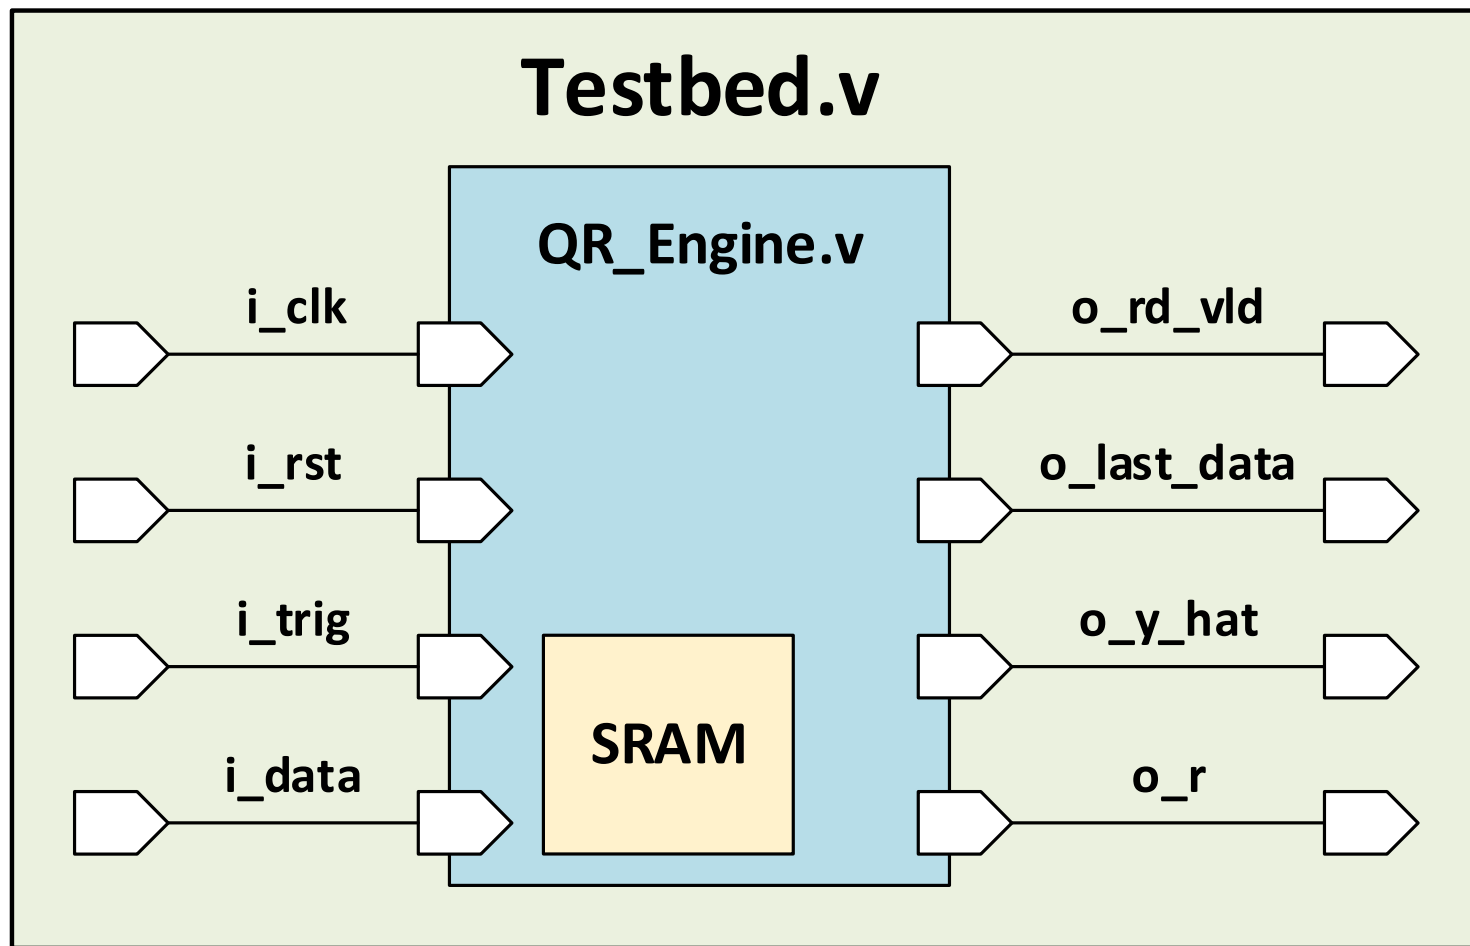 Testbed.v
QR_Engine.v
i_clk
o_rd_vld
i_rst
o_last_data
i_trig
o_y_hat
SRAM
i_data
o_r